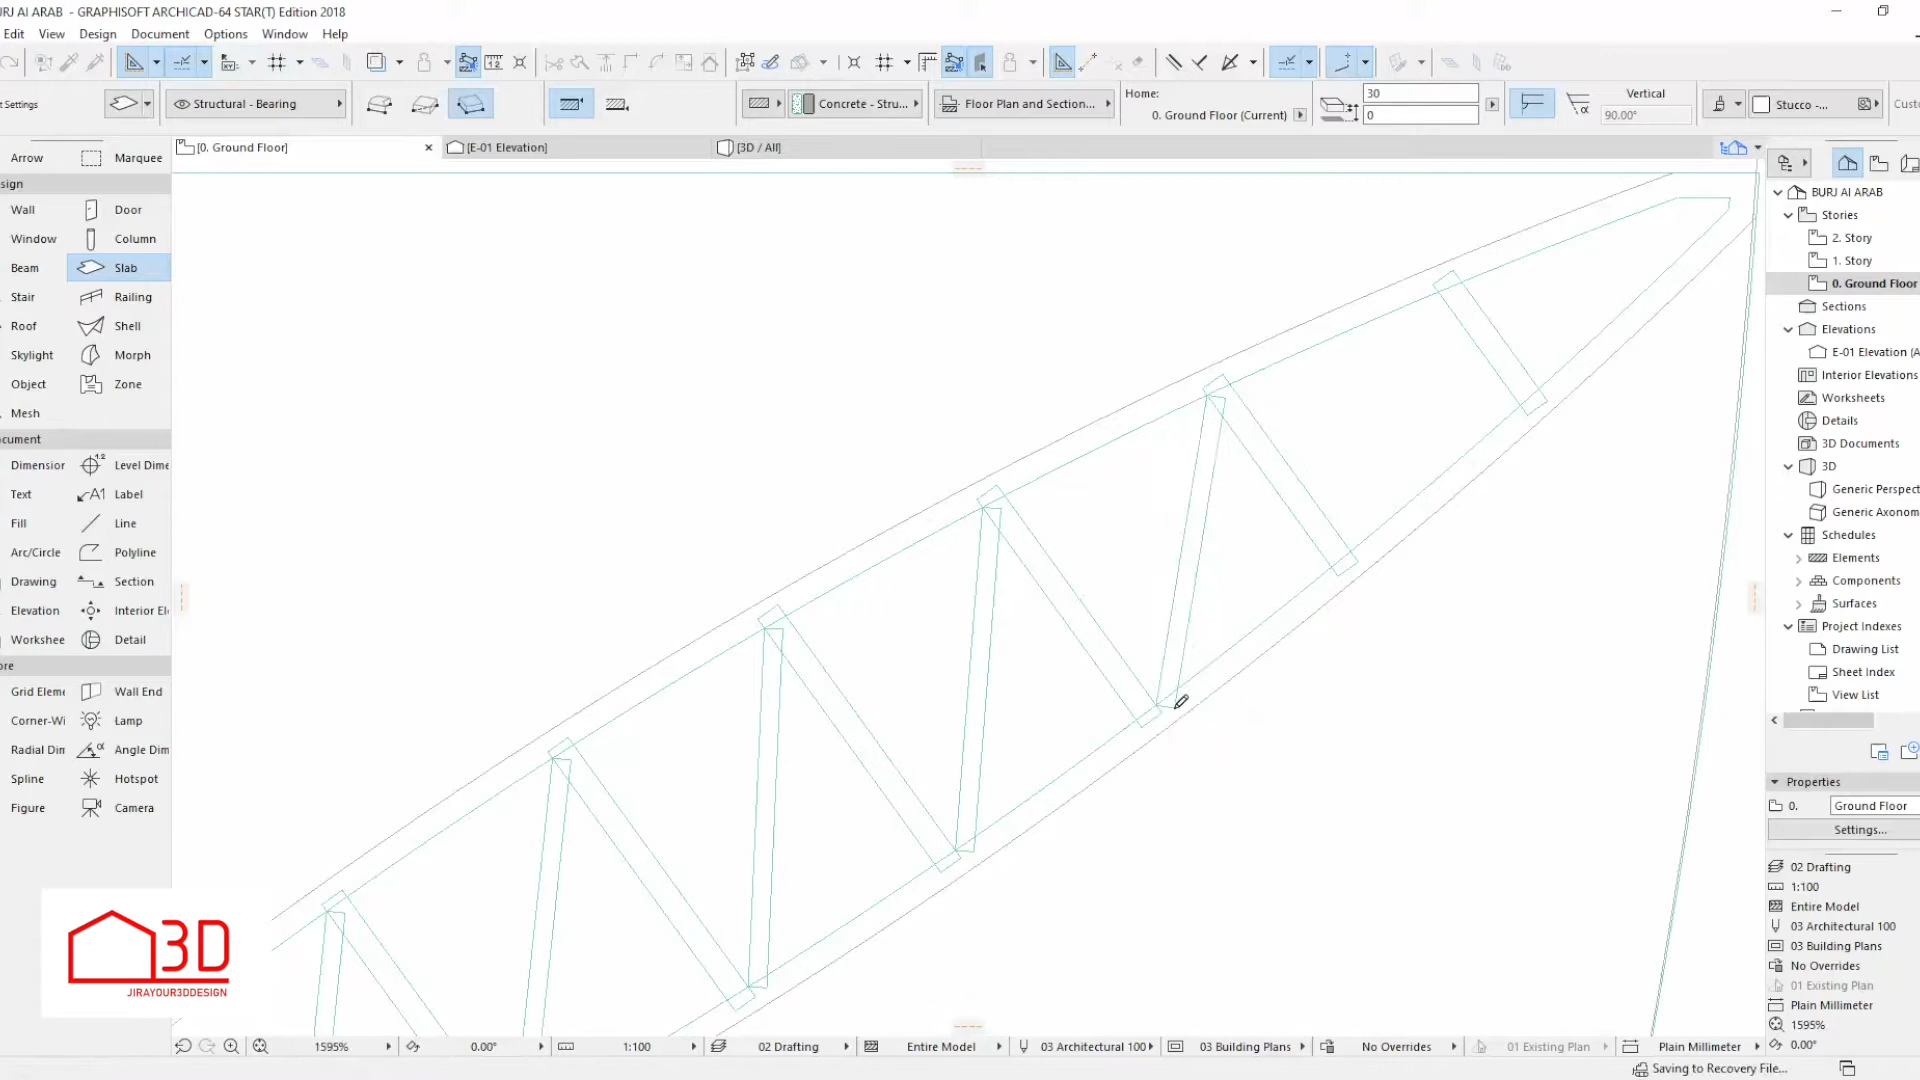 URJ AI ARAB - GRAPHISOFT ARCHICAD-64 STAR(T) Edition 2018
Edit View Design Document Options Window Help
t Settings
Structural - Bearing
Concrete - Stru...
Floor Plan and Section...
Home:
0. Ground Floor (Current)
30
0
Vertical
90.00°
Stucco -...
Custo
[0. Ground Floor]
[E-01 Elevation]
[3D / All]
Arrow Marquee
sign
Wall Door
Window Column
Beam Slab
Stair Railing
Roof Shell
Skylight Morph
Object Zone
Mesh
cument
Dimension Level Dime
Text Label
Fill Line
Arc/Circle Polyline
Drawing Section
Elevation Interior El
Workshee Detail
ore
Grid Eleme Wall End
Corner-Wi Lamp
Radial Dim Angle Dim
Spline Hotspot
Figure Camera
BURJ AI ARAB
Stories
2. Story
1. Story
0. Ground Floor
Sections
Elevations
E-01 Elevation (A
Interior Elevations
Worksheets
Details
3D Documents
3D
Generic Perspect
Generic Axonom
Schedules
Elements
Components
Surfaces
Project Indexes
Drawing List
Sheet Index
View List
Properties
0. Ground Floor
Settings...
02 Drafting
1:100
Entire Model
03 Architectural 100
03 Building Plans
No Overrides
01 Existing Plan
Plain Millimeter
1595%
0.00°
3D
JIRAYOUR3DDESIGN
1595% 0.00° 1:100 02 Drafting Entire Model 03 Architectural 100 03 Building Plans No Overrides 01 Existing Plan Plain Millimeter
Saving to Recovery File...